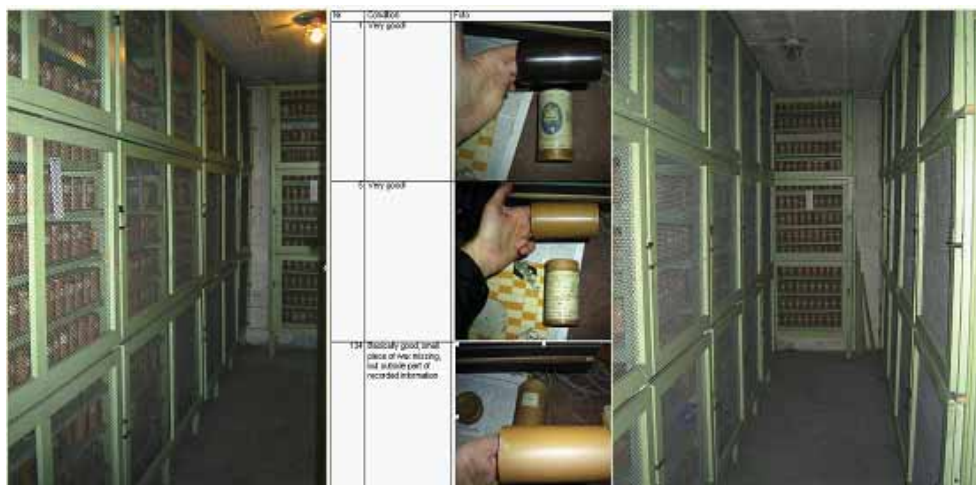 Nr Condition Foto
1 Very good!
5 Very good!
134 Basically good, small
piece of wax missing,
but outside part of
recorded information